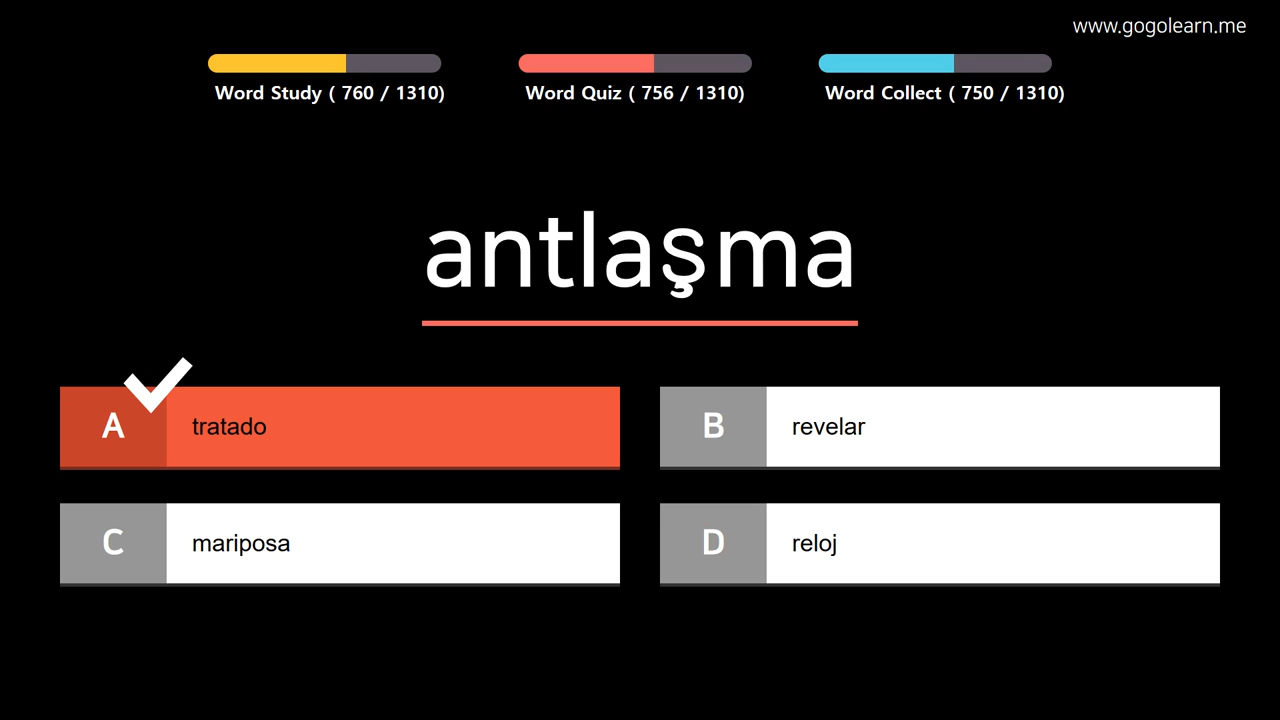 www.gogolearn.me
Word Study ( 760 / 1310)
Word Quiz ( 756 / 1310)
Word Collect ( 750 / 1310)
antlaşma
A tratado
B revelar
C mariposa
D reloj